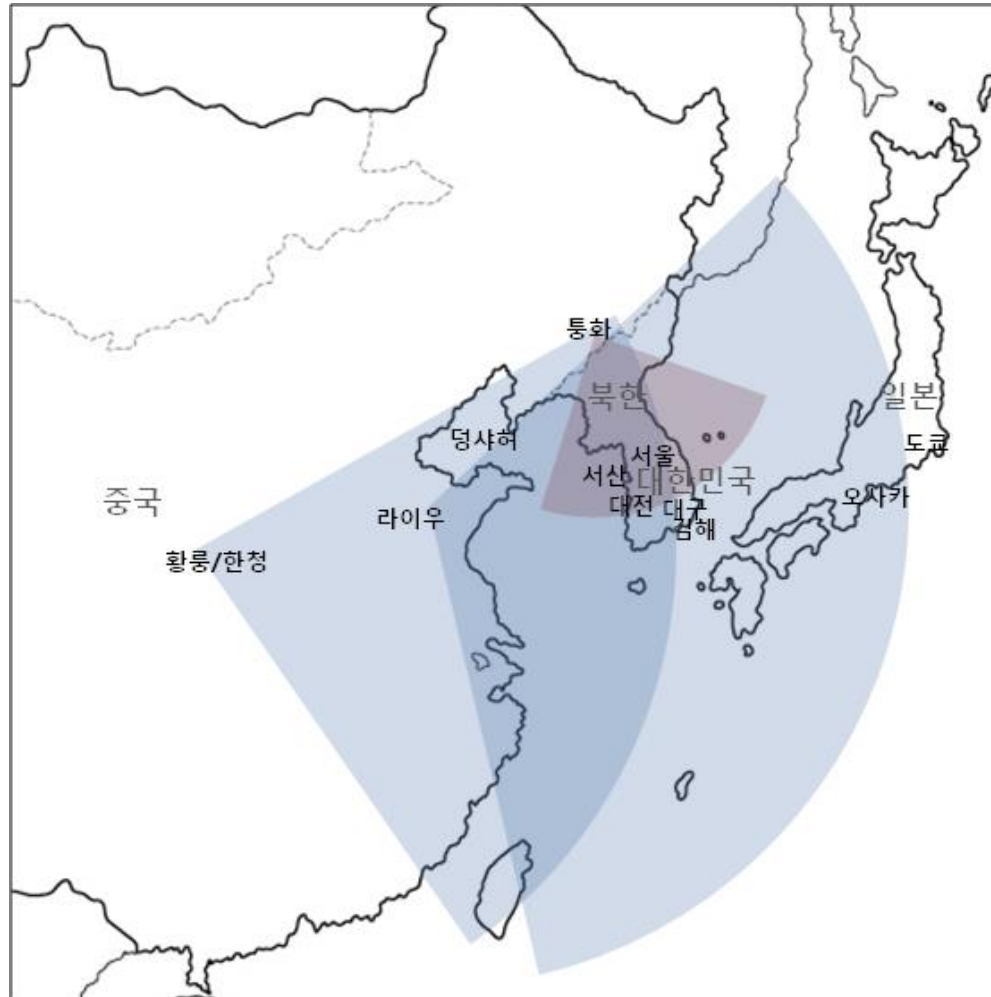 퉁화
북한
일본
덩샤허
서울
도쿄
서산
대한민국
중국
라이우
대전
대구
오사카
김해
황룽/한청